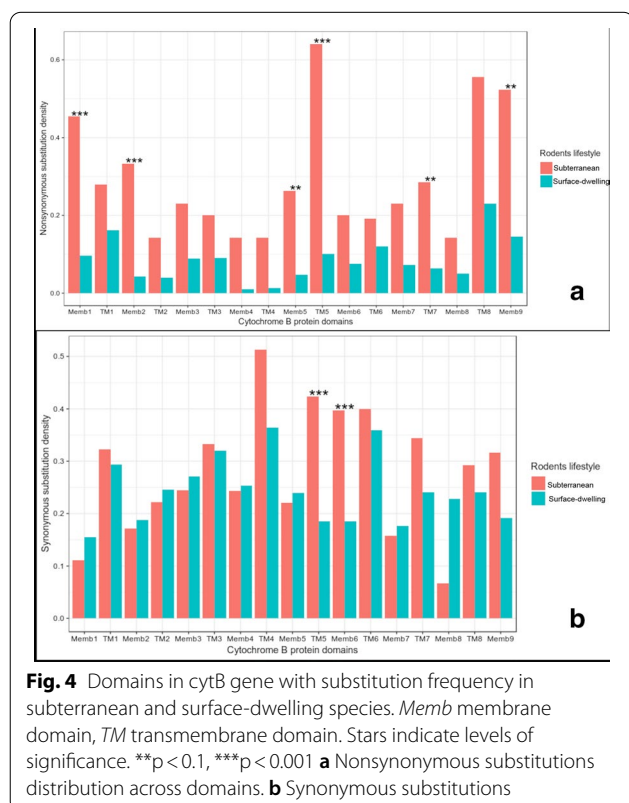 Nonsynonymous substitution density
0.6
0.4
0.2
0.0
***
***
**
***
**
**
Memb1 TM1 Memb2 TM2 Memb3 TM3 Memb4 TM4 Memb5 TM5 Memb6 TM6 Memb7 TM7 Memb8 TM8 Memb9
Cytochrome B protein domains
Rodents lifestyle
Subterranean
Surface-dwelling
a
Synonymous substitution density
0.5
0.4
0.3
0.2
0.1
0.0
***
***
Memb1 TM1 Memb2 TM2 Memb3 TM3 Memb4 TM4 Memb5 TM5 Memb6 TM6 Memb7 TM7 Memb8 TM8 Memb9
Cytochrome B protein domains
Rodents lifestyle
Subterranean
Surface-dwelling
b
Fig. 4 Domains in cytB gene with substitution frequency in
subterranean and surface-dwelling species. Memb membrane
domain, TM transmembrane domain. Stars indicate levels of
significance. **p < 0.1, ***p < 0.001 a Nonsynonymous substitutions
distribution across domains. b Synonymous substitutions